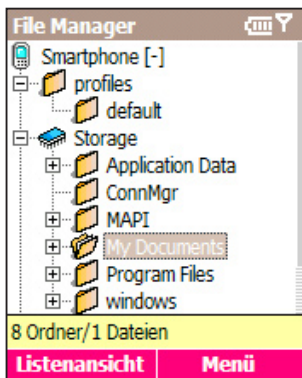 File Manager
Smartphone [-]
profiles
default
Storage
Application Data
ConnMgr
MAPI
My Documents
Program Files
windows
8 Ordner/1 Dateien
Listenansicht Menü